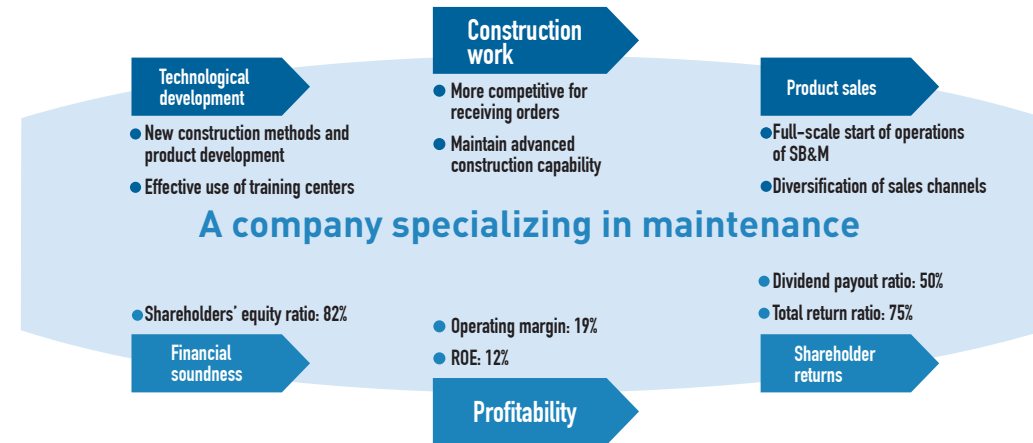 Technological
development
● New construction methods and
product development
● Effective use of training centers
Construction
work
● More competitive for
receiving orders
● Maintain advanced
construction capability
Product sales
● Full-scale start of operations
of SB&M
● Diversification of sales channels
A company specializing in maintenance
● Shareholders’ equity ratio: 82%
Financial
soundness
● Operating margin: 19%
● ROE: 12%
Profitability
● Dividend payout ratio: 50%
● Total return ratio: 75%
Shareholder
returns